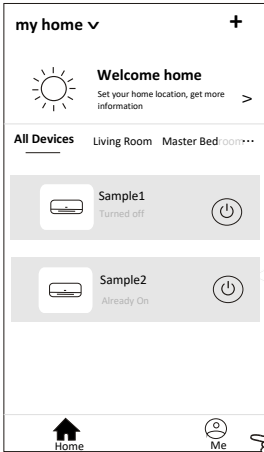 my home
+
Welcome home
Set your home location, get more
information
>
All Devices Living Room Master Bedroom ...
Sample1
Turned off
Sample2
Already On
Home Me